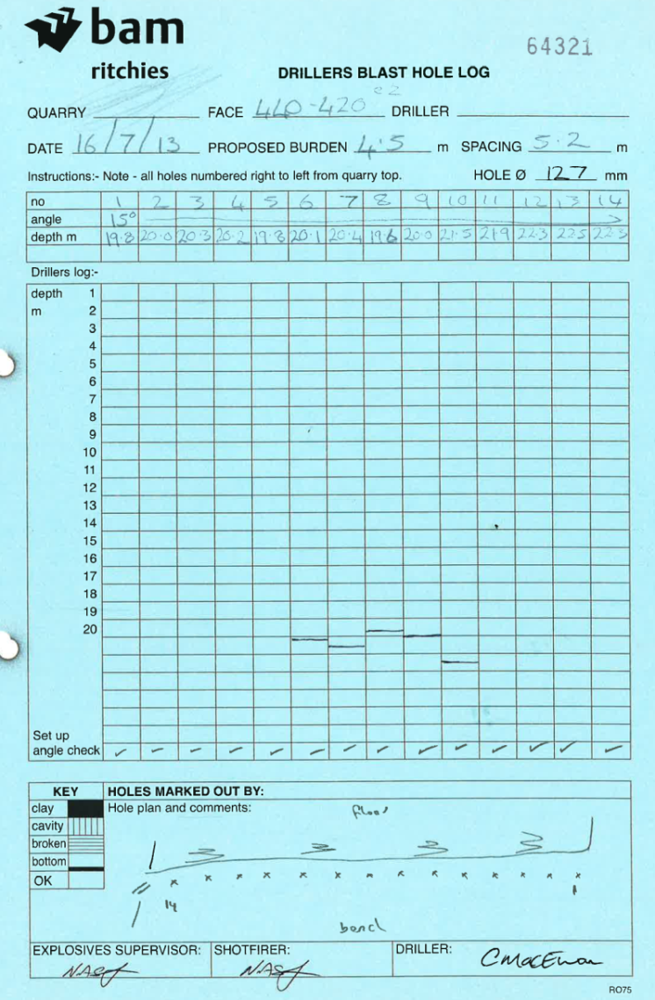 bam
ritchies
64321
DRILLERS BLAST HOLE LOG
QUARRY FACE 440-420 DRILLER
DATE 16/7/13 PROPOSED BURDEN 4.5 m SPACING 5.2 m
Instructions:- Note - all holes numbered right to left from quarry top. HOLE Ø 127 mm
no 1 2 3 4 5 6 7 8 9 10 11 12 13 14
angle 15°
depth m 19.8 20.0 20.3 20.2 19.8 20.1 20.4 19.6 20.0 21.5 21.9 22.3 22.5 22.3
Drillers log:-
depth 1
m 2
3
4
5
6
7
8
9
10
11
12
13
14
15
16
17
18
19
20
Set up
angle check ✓ ✓ ✓ ✓ ✓ ✓ ✓ ✓ ✓ ✓ ✓ ✓ ✓ ✓
KEY HOLES MARKED OUT BY:
clay Hole plan and comments: floor
cavity
broken
bottom
OK
14 1
bench
EXPLOSIVES SUPERVISOR: SHOTFIRER: DRILLER: CMacEwan
RO75